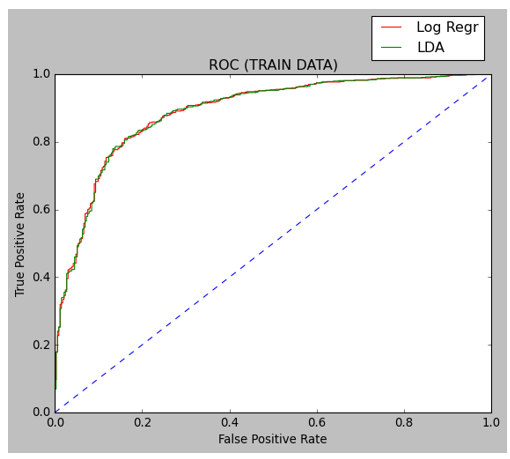 Log Regr
LDA
ROC (TRAIN DATA)
1.0
0.8
0.6
0.4
0.2
0.0
True Positive Rate
0.0 0.2 0.4 0.6 0.8 1.0
False Positive Rate